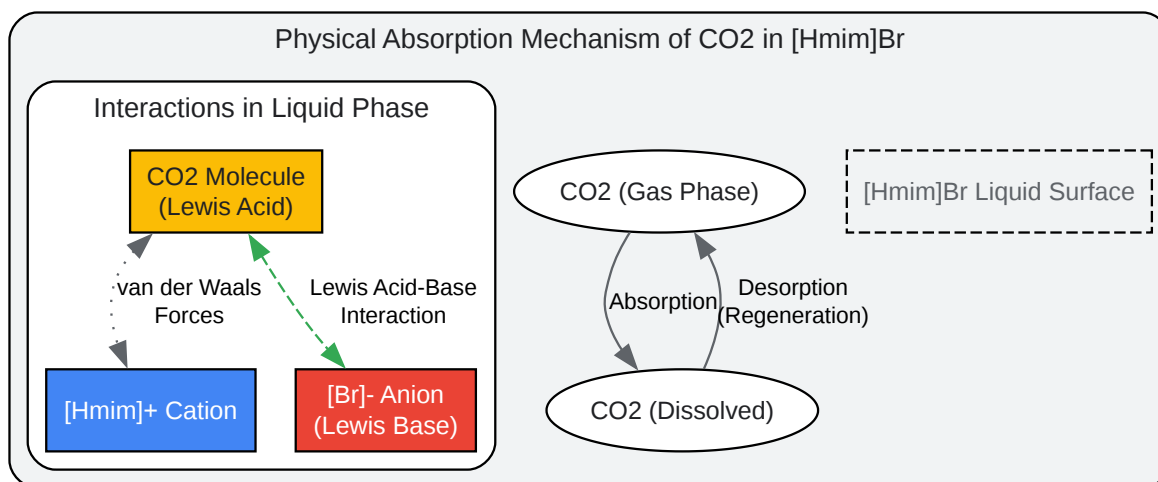 Physical Absorption Mechanism of CO2 in [Hmim]Br
Interactions in Liquid Phase
CO2 Molecule
(Lewis Acid)
van der Waals
Forces
Lewis Acid-Base
Interaction
[Hmim]+ Cation
[Br]- Anion
(Lewis Base)
CO2 (Gas Phase)
Absorption
Desorption
(Regeneration)
CO2 (Dissolved)
[Hmim]Br Liquid Surface